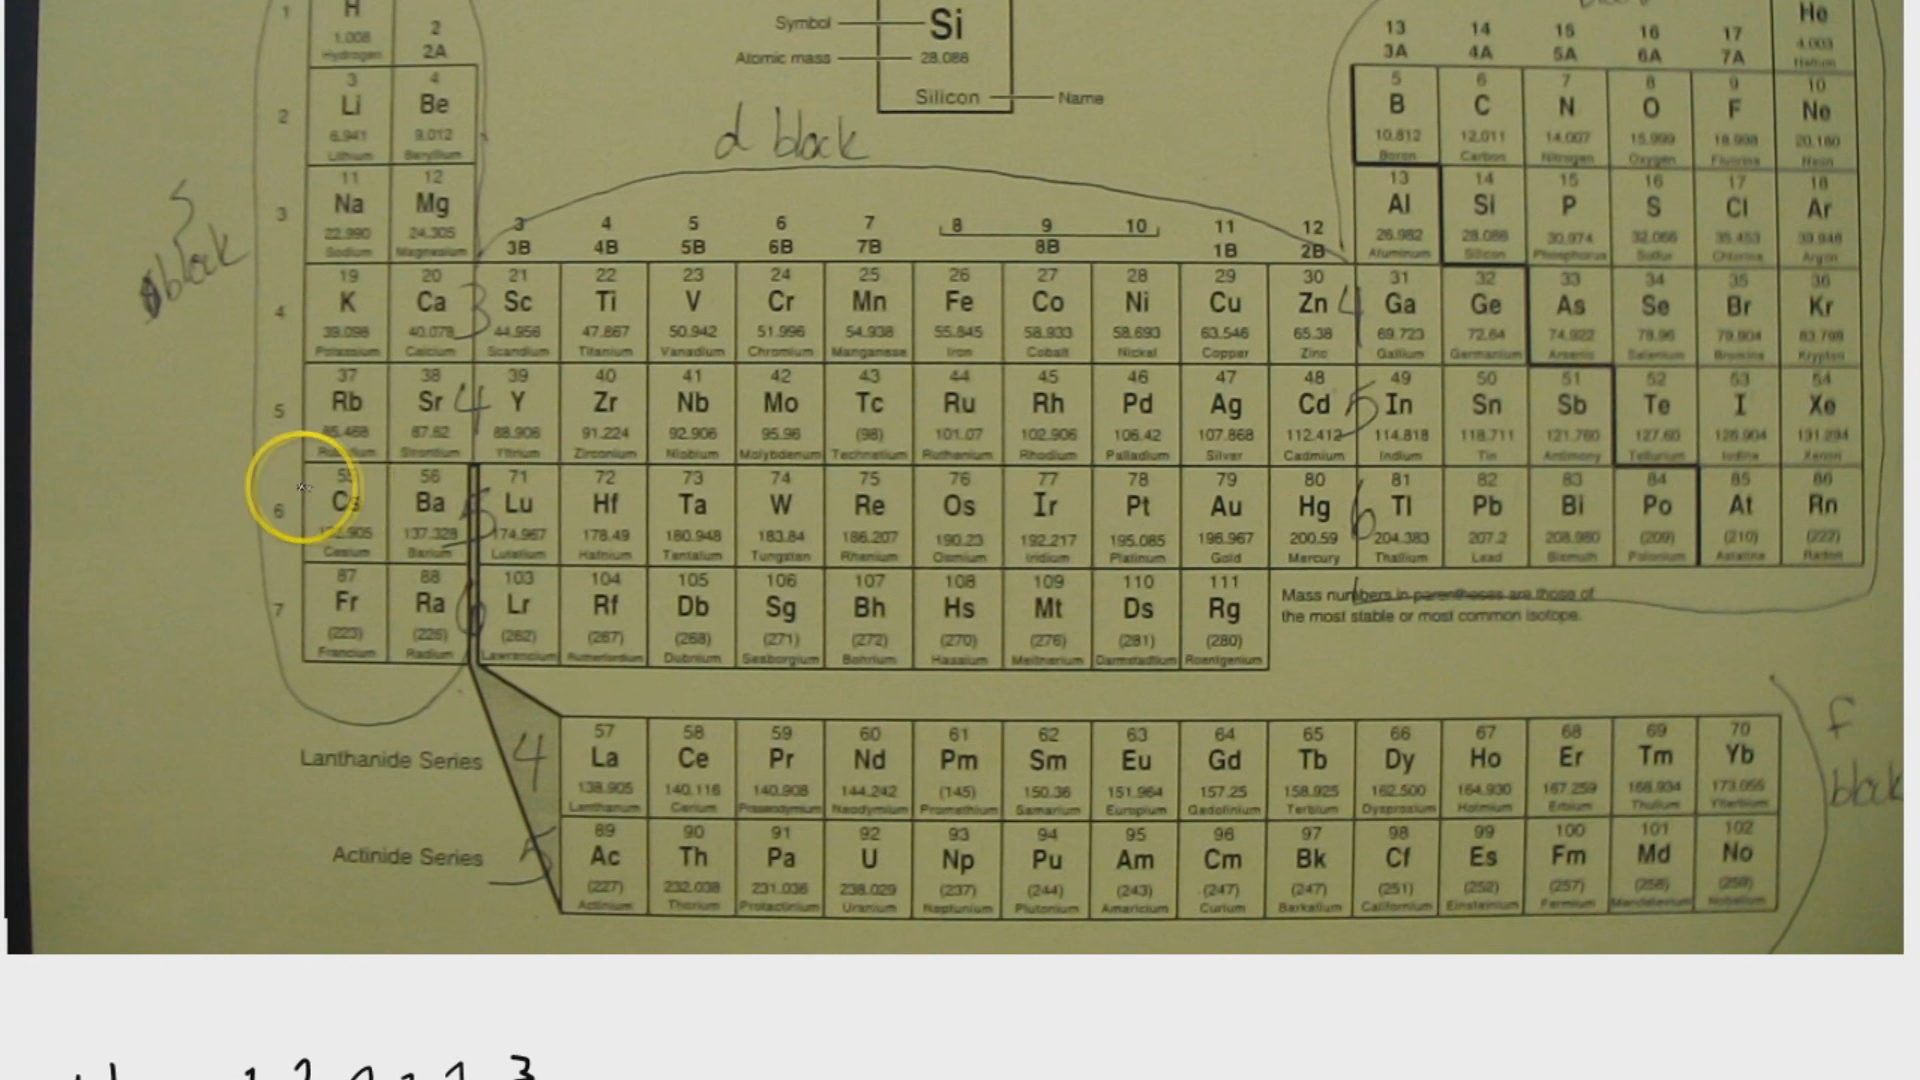 1 H Symbol Si He
1.008 2 13 14 15 16 17 4.003
Hydrogen 2A Atomic mass 28.086 3A 4A 5A 6A 7A Helium
3 4 Silicon Name 5 6 7 8 9 10
2 Li Be B C N O F Ne
6.941 9.012 d block 10.812 12.011 14.007 15.999 18.998 20.180
Lithium Beryllium Boron Carbon Nitrogen Oxygen Fluorine Neon
11 12 13 14 15 16 17 18
s 3 Na Mg Al Si P S Cl Ar
block 22.990 24.305 3 4 5 6 7 8 9 10 11 12 26.982 28.086 30.974 32.066 35.453 39.948
Sodium Magnesium 3B 4B 5B 6B 7B 8B 1B 2B Aluminum Silicon Phosphorus Sulfur Chlorine Argon
19 20 21 22 23 24 25 26 27 28 29 30 31 32 33 34 35 36
4 K Ca 3 Sc Ti V Cr Mn Fe Co Ni Cu Zn 4 Ga Ge As Se Br Kr
39.098 40.078 44.956 47.867 50.942 51.996 54.938 55.845 58.933 58.693 63.546 65.38 69.723 72.64 74.922 78.96 79.904 83.798
Potassium Calcium Scandium Titanium Vanadium Chromium Manganese Iron Cobalt Nickel Copper Zinc Gallium Germanium Arsenic Selenium Bromine Krypton
37 38 39 40 41 42 43 44 45 46 47 48 49 50 51 52 53 54
5 Rb Sr 4 Y Zr Nb Mo Tc Ru Rh Pd Ag Cd 5 In Sn Sb Te I Xe
85.468 87.62 88.906 91.224 92.906 95.96 (98) 101.07 102.906 106.42 107.868 112.412 114.818 118.711 121.760 127.60 126.904 131.294
Rubidium Strontium Yttrium Zirconium Niobium Molybdenum Technetium Ruthenium Rhodium Palladium Silver Cadmium Indium Tin Antimony Tellurium Iodine Xenon
55 56 71 72 73 74 75 76 77 78 79 80 81 82 83 84 85 86
6 Cs Ba 5 Lu Hf Ta W Re Os Ir Pt Au Hg 6 Tl Pb Bi Po At Rn
137.328 174.967 178.49 180.948 183.84 186.207 190.23 192.217 195.085 196.967 200.59 204.383 207.2 208.980 (209) (210) (222)
Cesium Barium Lutetium Hafnium Tantalum Tungsten Rhenium Osmium Iridium Platinum Gold Mercury Thallium Lead Bismuth Polonium Astatine Radon
87 88 103 104 105 106 107 108 109 110 111 Mass numbers in parentheses are those of
7 Fr Ra 6 Lr Rf Db Sg Bh Hs Mt Ds Rg the most stable or most common isotope.
(223) (226) (262) (267) (268) (271) (272) (270) (276) (281) (280)
Francium Radium Lawrencium Rutherfordium Dubnium Seaborgium Bohrium Hassium Meitnerium Darmstadtium Roentgenium
57 58 59 60 61 62 63 64 65 66 67 68 69 70 f
Lanthanide Series 4 La Ce Pr Nd Pm Sm Eu Gd Tb Dy Ho Er Tm Yb block
138.905 140.116 140.908 144.242 (145) 150.36 151.964 157.25 158.925 162.500 164.930 167.259 168.934 173.055
Lanthanum Cerium Praseodymium Neodymium Promethium Samarium Europium Gadolinium Terbium Dysprosium Holmium Erbium Thulium Ytterbium
89 90 91 92 93 94 95 96 97 98 99 100 101 102
Actinide Series 5 Ac Th Pa U Np Pu Am Cm Bk Cf Es Fm Md No
(227) 232.038 231.036 238.029 (237) (244) (243) (247) (247) (251) (252) (257) (258) (259)
Actinium Thorium Protactinium Uranium Neptunium Plutonium Americium Curium Berkelium Californium Einsteinium Fermium Mendelevium Nobelium